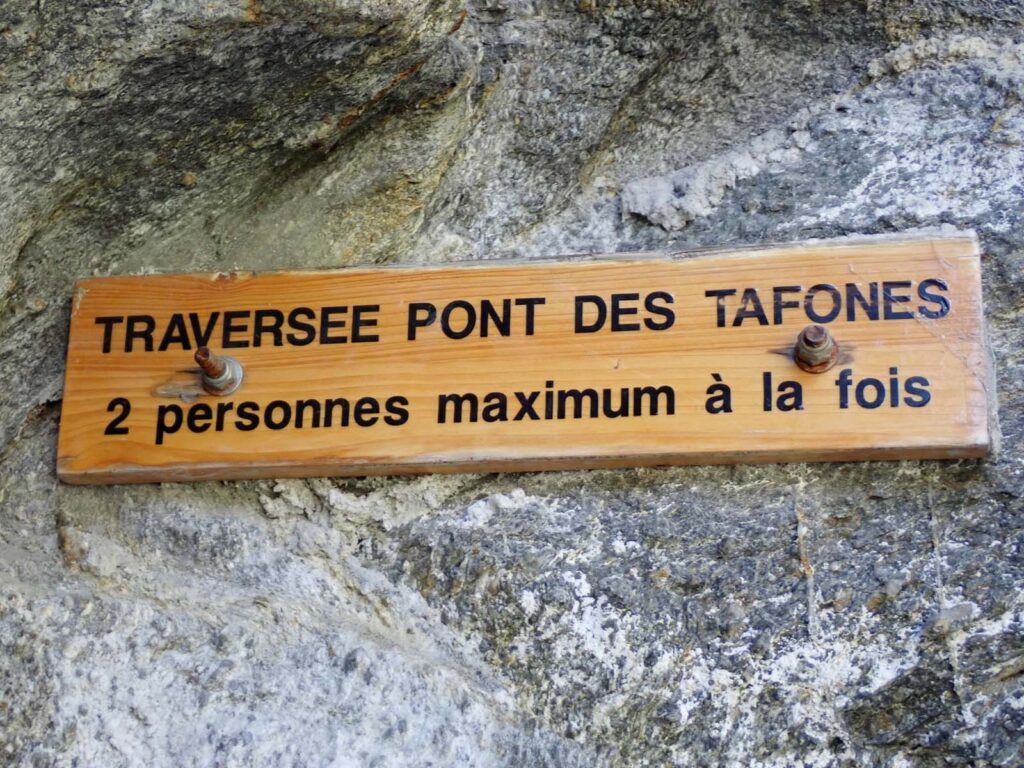 TRAVERSEE PONT DES TAFONES
2 personnes maximum à la fois